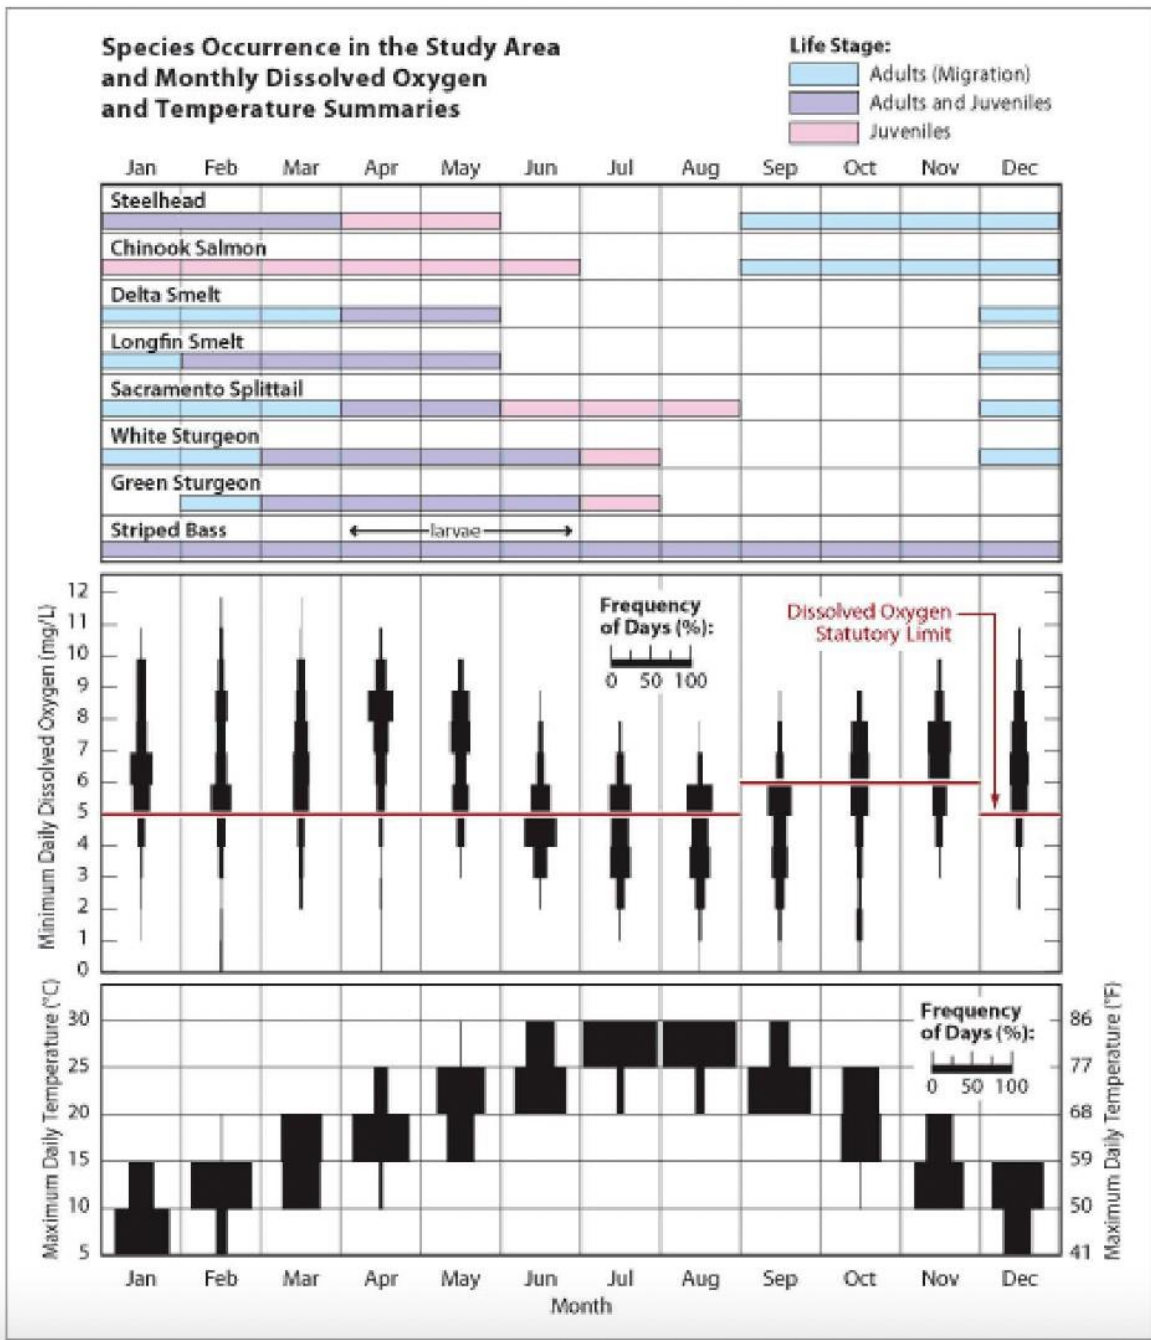 Species Occurrence in the Study Area
and Monthly Dissolved Oxygen
and Temperature Summaries
Life Stage:
Adults (Migration)
Adults and Juveniles
Juveniles
Jan Feb Mar Apr May Jun Jul Aug Sep Oct Nov Dec
Steelhead
Chinook Salmon
Delta Smelt
Longfin Smelt
Sacramento Splittail
White Sturgeon
Green Sturgeon
Striped Bass
larvae
Minimum Daily Dissolved Oxygen (mg/L)
12
11
10
9
8
7
6
5
4
3
2
1
0
Frequency
of Days (%):
0 50 100
Dissolved Oxygen
Statutory Limit
Maximum Daily Temperature (°C)
30
25
20
15
10
5
Frequency
of Days (%):
0 50 100
86
77
68
59
50
41
Maximum Daily Temperature (°F)
Jan Feb Mar Apr May Jun Jul Aug Sep Oct Nov Dec
Month